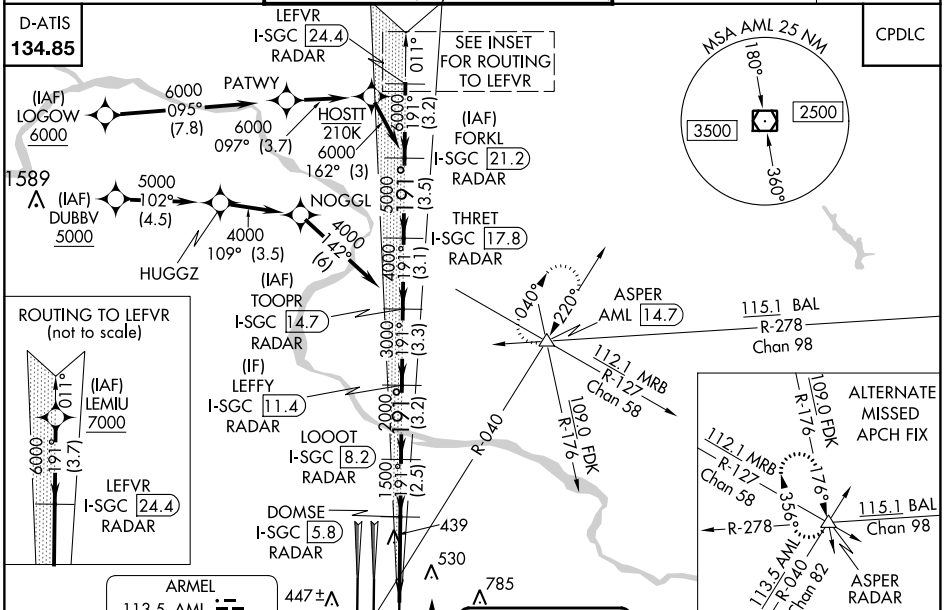 D-ATIS
134.85
LEFVR
I-SGC 24.4
RADAR
011°
SEE INSET
FOR ROUTING
TO LEFVR
MSA AML 25 NM
180°
3500
2500
360°
CPDLC
(IAF)
LOGOW
6000
6000
095°
(7.8)
PATWY
6000
097° (3.7)
HOSTT
210K
6000
162° (3)
6000
191°
(3.2)
(IAF)
FORKL
I-SGC 21.2
RADAR
5000
191°
(3.5)
THRET
I-SGC 17.8
RADAR
1589
(IAF)
DUBBV
5000
5000
102°
(4.5)
HUGGZ
4000
109° (3.5)
NOGGL
4000
142°
(6)
4000
191°
(3.1)
(IAF)
TOOPR
I-SGC 14.7
RADAR
3000
191°
(3.3)
(IF)
LEFFY
I-SGC 11.4
RADAR
2000
191°
(3.2)
LOOOT
I-SGC 8.2
RADAR
1500
191°
(2.5)
DOMSE
I-SGC 5.8
RADAR
439
530
785
447±
040°
220°
ASPER
AML 14.7
115.1 BAL
R-278
Chan 98
112.1 MRB
R-127
Chan 58
109.0 FDK
R-176
R-040
ROUTING TO LEFVR
(not to scale)
011°
(IAF)
LEMIU
7000
6000
191°
(3.7)
LEFVR
I-SGC 24.4
RADAR
ARMEL
113.5 AML
ALTERNATE
MISSED
APCH FIX
109.0 FDK
R-176
112.1 MRB
R-127
Chan 58
176°
356°
115.1 BAL
Chan 98
R-278
113.5 AML
R-040
Chan 82
ASPER
RADAR